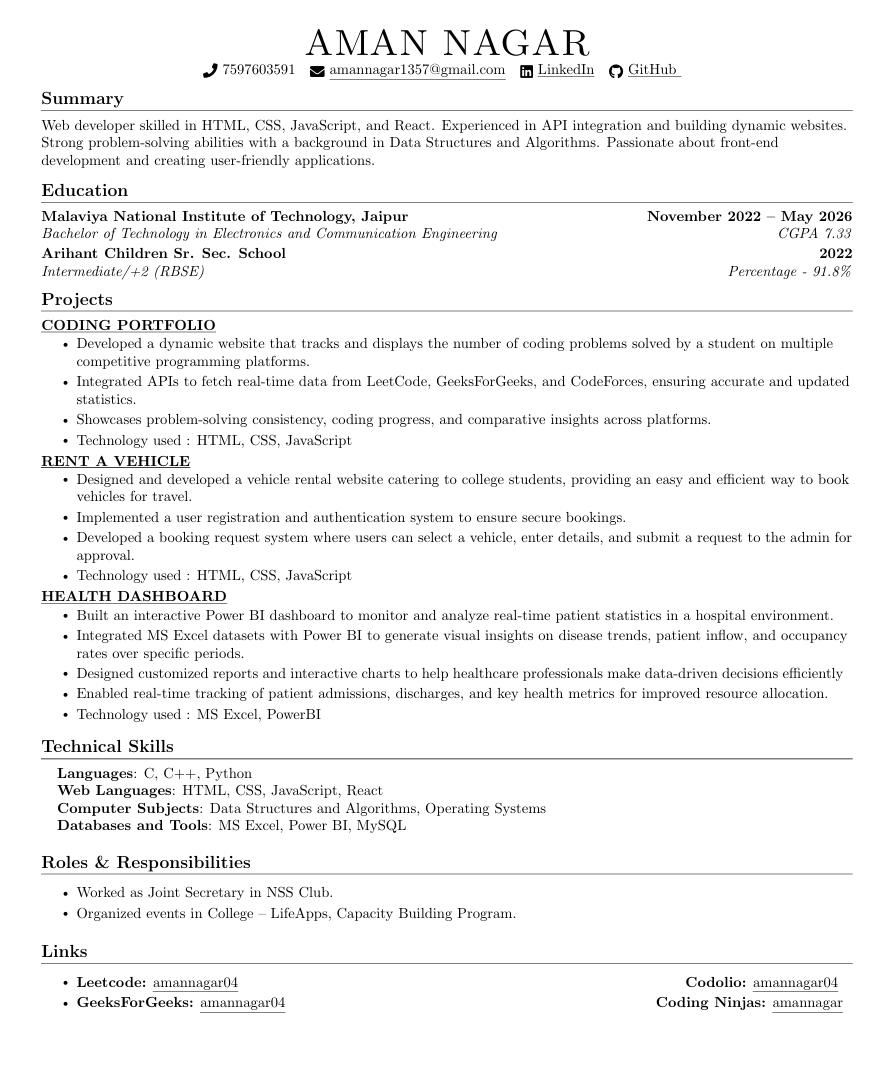 AMAN NAGAR
7597603591 amannagar1357@gmail.com LinkedIn GitHub
Summary
Web developer skilled in HTML, CSS, JavaScript, and React. Experienced in API integration and building dynamic websites.
Strong problem-solving abilities with a background in Data Structures and Algorithms. Passionate about front-end
development and creating user-friendly applications.
Education
Malaviya National Institute of Technology, Jaipur November 2022 – May 2026
Bachelor of Technology in Electronics and Communication Engineering CGPA 7.33
Arihant Children Sr. Sec. School 2022
Intermediate/+2 (RBSE) Percentage - 91.8%
Projects
CODING PORTFOLIO
• Developed a dynamic website that tracks and displays the number of coding problems solved by a student on multiple
competitive programming platforms.
• Integrated APIs to fetch real-time data from LeetCode, GeeksForGeeks, and CodeForces, ensuring accurate and updated
statistics.
• Showcases problem-solving consistency, coding progress, and comparative insights across platforms.
• Technology used : HTML, CSS, JavaScript
RENT A VEHICLE
• Designed and developed a vehicle rental website catering to college students, providing an easy and efficient way to book
vehicles for travel.
• Implemented a user registration and authentication system to ensure secure bookings.
• Developed a booking request system where users can select a vehicle, enter details, and submit a request to the admin for
approval.
• Technology used : HTML, CSS, JavaScript
HEALTH DASHBOARD
• Built an interactive Power BI dashboard to monitor and analyze real-time patient statistics in a hospital environment.
• Integrated MS Excel datasets with Power BI to generate visual insights on disease trends, patient inflow, and occupancy
rates over specific periods.
• Designed customized reports and interactive charts to help healthcare professionals make data-driven decisions efficiently
• Enabled real-time tracking of patient admissions, discharges, and key health metrics for improved resource allocation.
• Technology used : MS Excel, PowerBI
Technical Skills
Languages: C, C++, Python
Web Languages: HTML, CSS, JavaScript, React
Computer Subjects: Data Structures and Algorithms, Operating Systems
Databases and Tools: MS Excel, Power BI, MySQL
Roles & Responsibilities
• Worked as Joint Secretary in NSS Club.
• Organized events in College – LifeApps, Capacity Building Program.
Links
• Leetcode: amannagar04 Codolio: amannagar04
• GeeksForGeeks: amannagar04 Coding Ninjas: amannagar